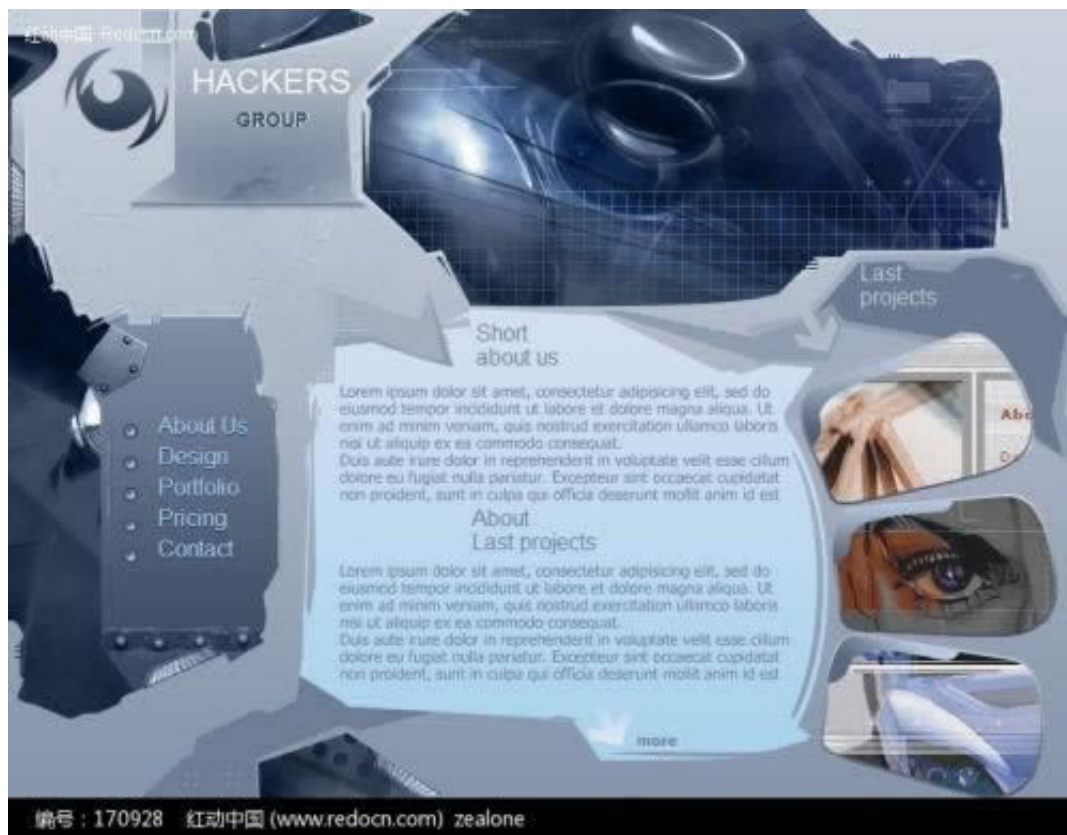 红动中国 Redocn.com
HACKERS
GROUP
Last
projects
Short
about us
Lorem ipsum dolor sit amet, consectetur adipisicing elit, sed do
eiusmod tempor incididunt ut labore et dolore magna aliqua. Ut
enim ad minim veniam, quis nostrud exercitation ullamco laboris
nisi ut aliquip ex ea commodo consequat.
Duis aute irure dolor in reprehenderit in voluptate velit esse cillum
dolore eu fugiat nulla pariatur. Excepteur sint occaecat cupidatat
non proident, sunt in culpa qui officia deserunt mollit anim id est
About Us
Design
Portfolio
Pricing
Contact
About
Last projects
Lorem ipsum dolor sit amet, consectetur adipisicing elit, sed do
eiusmod tempor incididunt ut labore et dolore magna aliqua. Ut
enim ad minim veniam, quis nostrud exercitation ullamco laboris
nisi ut aliquip ex ea commodo consequat.
Duis aute irure dolor in reprehenderit in voluptate velit esse cillum
dolore eu fugiat nulla pariatur. Excepteur sint occaecat cupidatat
non proident, sunt in culpa qui officia deserunt mollit anim id est
more
编号：170928 红动中国 (www.redocn.com) zealone